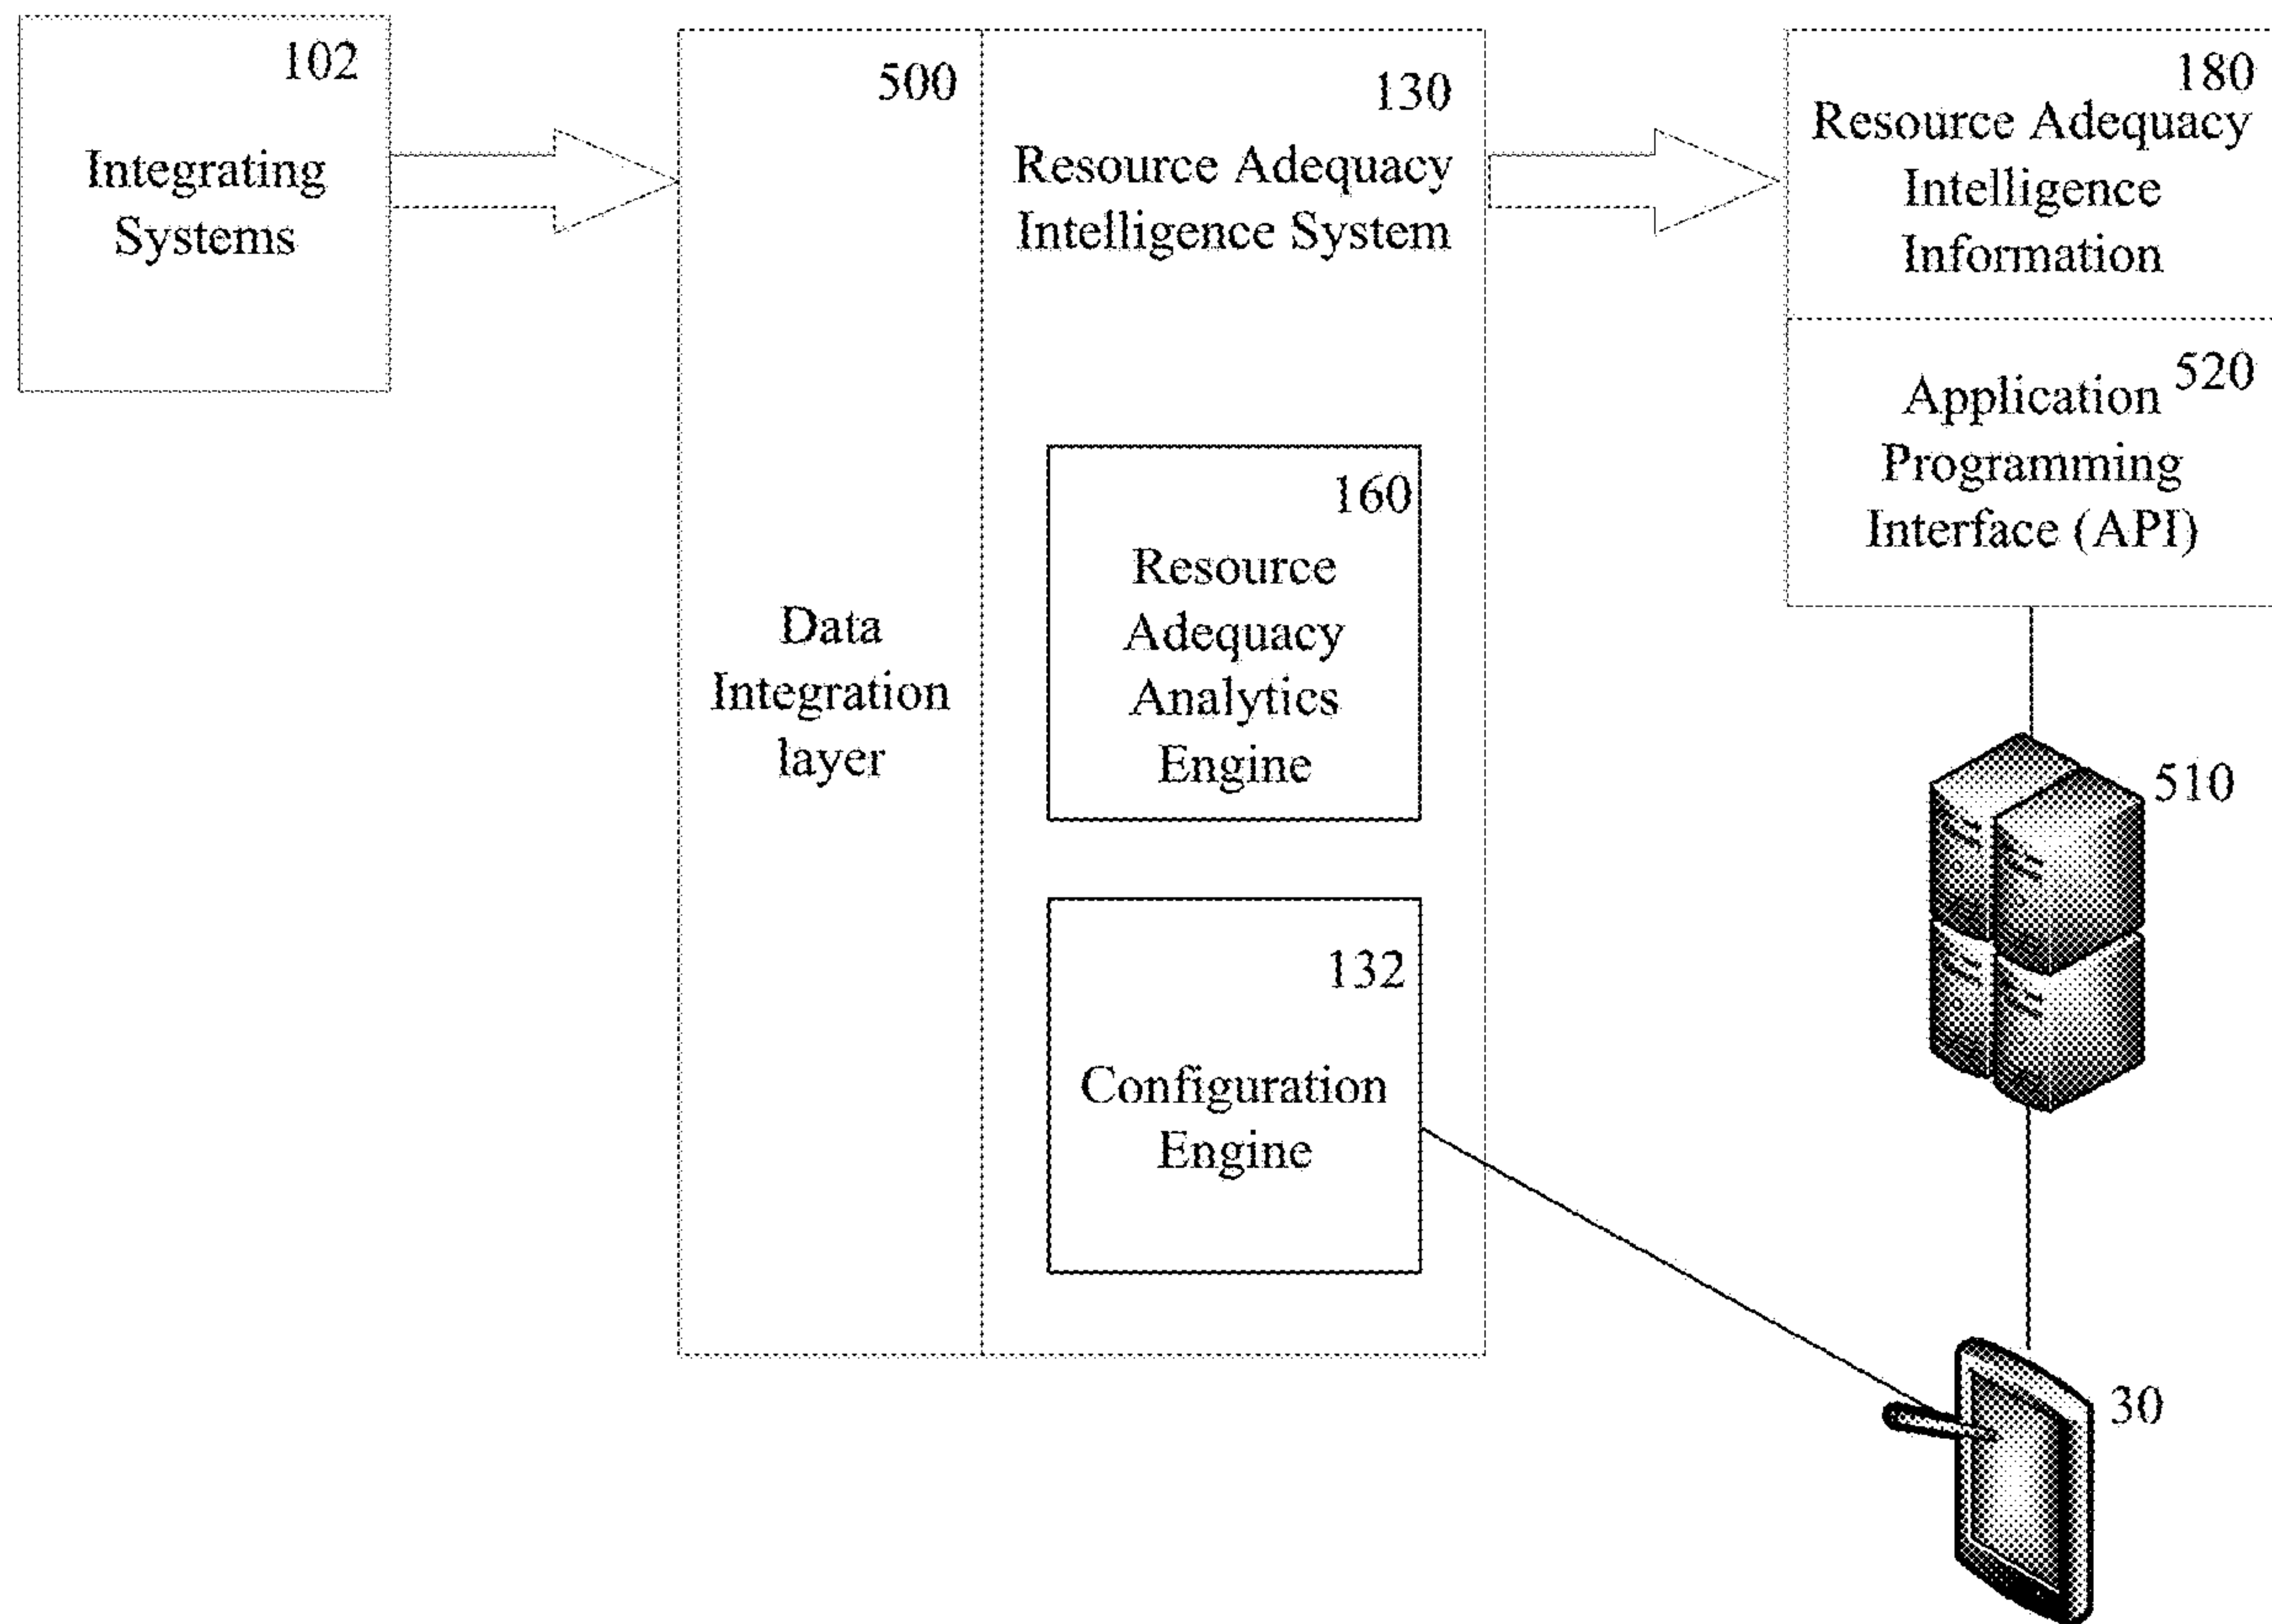 102
Integrating
Systems
500
Data
Integration
layer
130
Resource Adequacy
Intelligence System
160
Resource
Adequacy
Analytics
Engine
132
Configuration
Engine
180
Resource Adequacy
Intelligence
Information
520
Application
Programming
Interface (API)
510
30